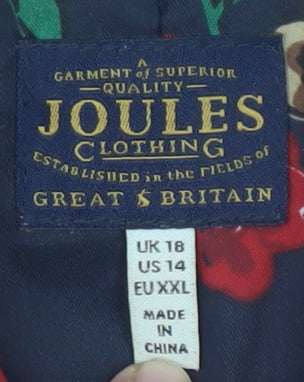 A
GARMENT of SUPERIOR
QUALITY
JOULES
CLOTHING
ESTABLISHED in the FIELDS of
GREAT BRITAIN
UK 18
US 14
EU XXL
MADE
IN
CHINA